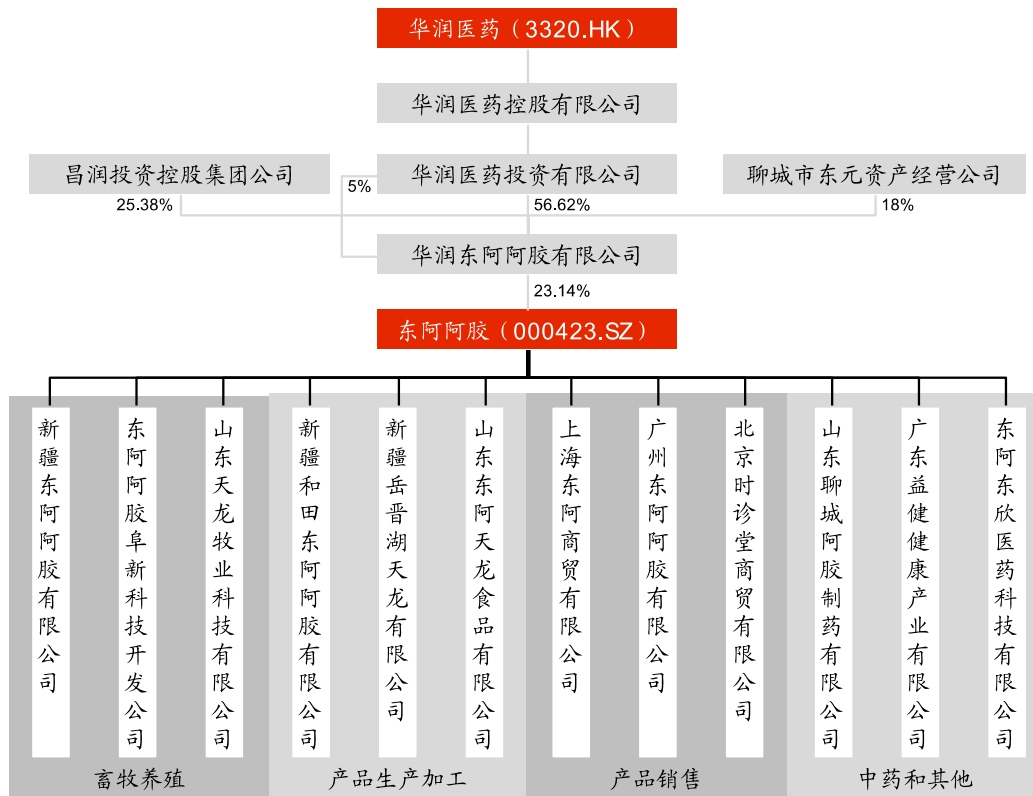 华润医药（3320.HK）
华润医药控股有限公司
昌润投资控股集团公司
华润医药投资有限公司
聊城市东元资产经营公司
5%
25.38%
56.62%
18%
华润东阿阿胶有限公司
23.14%
东阿阿胶（000423.SZ）
新疆东阿阿胶有限公司
东阿阿胶阜新科技开发公司
山东天龙牧业科技有限公司
新疆和田东阿阿胶有限公司
新疆岳晋湖天龙有限公司
山东东阿天龙食品有限公司
上海东阿商贸有限公司
广州东阿阿胶有限公司
北京时诊堂商贸有限公司
山东聊城阿胶制药有限公司
广东益健健康产业有限公司
东阿东欣医药科技有限公司
畜牧养殖
产品生产加工
产品销售
中药和其他